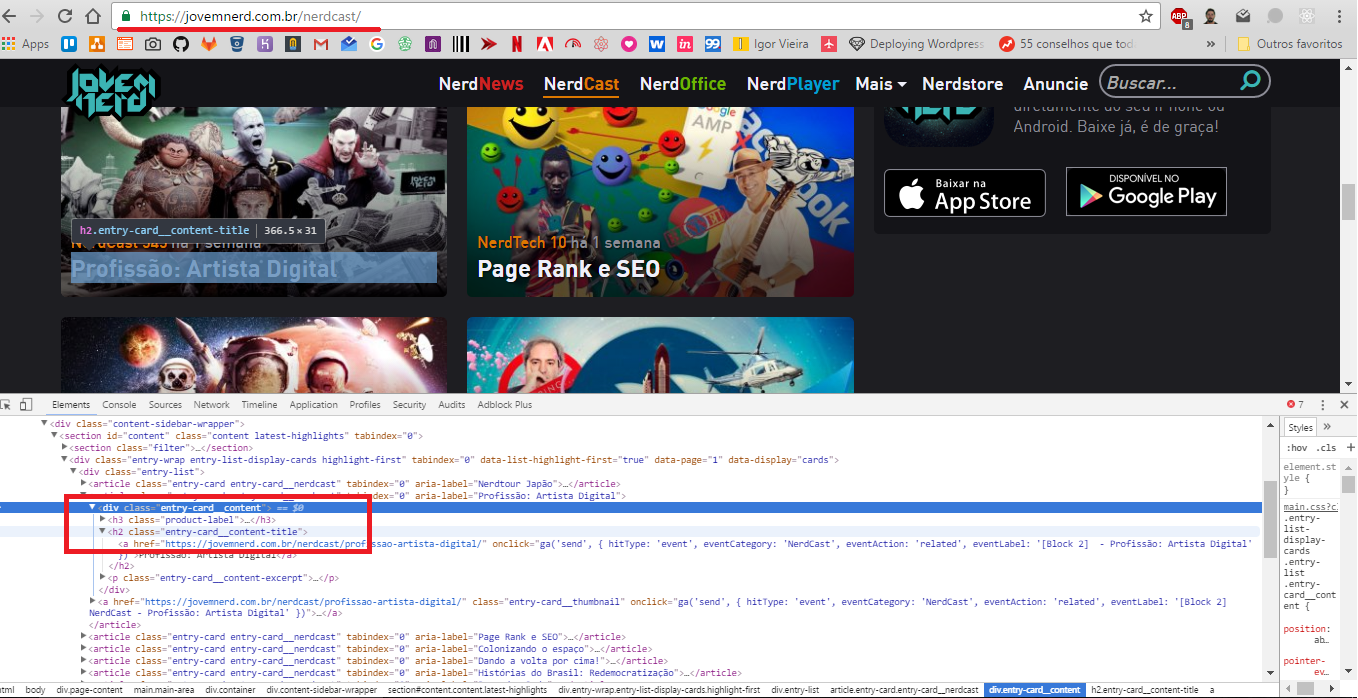 https://jovemnerd.com.br/nerdcast/
ABP
8
Apps
Igor Vieira
Deploying Wordpress
55 conselhos que tod
»
Outros favoritos
JOVEM
NERD
NerdNews
NerdCast
NerdOffice
NerdPlayer
Mais
Nerdstore
Anuncie
Buscar...
diretamente do seu iPhone ou
Android. Baixe já, é de graça!
Baixar na
App Store
DISPONÍVEL NO
Google Play
Google
AMP
h2.entry-card__content-title
366.5 × 31
NerdCast 545 há 1 semana
Profissão: Artista Digital
NerdTech 10 há 1 semana
Page Rank e SEO
Elements
Console
Sources
Network
Timeline
Application
Profiles
Security
Audits
Adblock Plus
7
<div class="content-sidebar-wrapper">
<section id="content" class="content latest-highlights" tabindex="0">
<section class="filter">…</section>
<div class="entry-wrap entry-list-display-cards highlight-first" tabindex="0" data-list-highlight-first="true" data-page="1" data-display="cards">
<div class="entry-list">
<article class="entry-card entry-card__nerdcast" tabindex="0" aria-label="Nerdtour Japão">…</article>
<article class="entry-card entry-card__nerdcast" tabindex="0" aria-label="Profissão: Artista Digital">
<div class="entry-card__content"> == $0
<h3 class="product-label">…</h3>
<h2 class="entry-card__content-title">
<a href="https://jovemnerd.com.br/nerdcast/profissao-artista-digital/" onclick="ga('send', { hitType: 'event', eventCategory: 'NerdCast', eventAction: 'related', eventLabel: '[Block 2]  - Profissão: Artista Digital'
})">Profissão: Artista Digital</a>
</h2>
<p class="entry-card__content-excerpt">…</p>
</div>
<a href="https://jovemnerd.com.br/nerdcast/profissao-artista-digital/" class="entry-card__thumbnail" onclick="ga('send', { hitType: 'event', eventCategory: 'NerdCast', eventAction: 'related', eventLabel: '[Block 2]
NerdCast - Profissão: Artista Digital' })">…</a>
</article>
<article class="entry-card entry-card__nerdcast" tabindex="0" aria-label="Page Rank e SEO">…</article>
<article class="entry-card entry-card__nerdcast" tabindex="0" aria-label="Colonizando o espaço">…</article>
<article class="entry-card entry-card__nerdcast" tabindex="0" aria-label="Dando a volta por cima!">…</article>
<article class="entry-card entry-card__nerdcast" tabindex="0" aria-label="Histórias do Brasil: Redemocratização">…</article>
Styles
»
:hov
.cls
+
element.st
yle {
}
main.css?c
.entry-
list-
display-
cards
.entry-
list
.entry-
card__cont
ent {
position:
ab…
pointer-
ev…
html
body
div.page-content
main.main-area
div.container
div.content-sidebar-wrapper
section#content.content.latest-highlights
div.entry-wrap.entry-list-display-cards.highlight-first
div.entry-list
article.entry-card.entry-card__nerdcast
div.entry-card__content
h2.entry-card__content-title
a